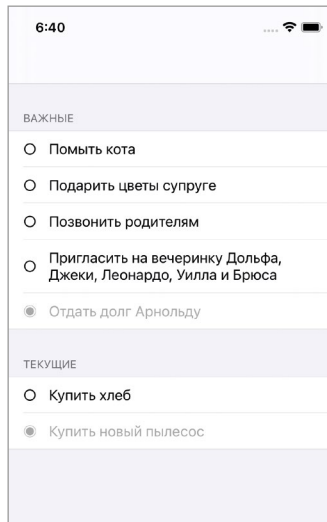 6:40
ВАЖНЫЕ
Помыть кота
Подарить цветы супруге
Позвонить родителям
Пригласить на вечеринку Дольфа,
Джеки, Леонардо, Уилла и Брюса
Отдать долг Арнольду
ТЕКУЩИЕ
Купить хлеб
Купить новый пылесос